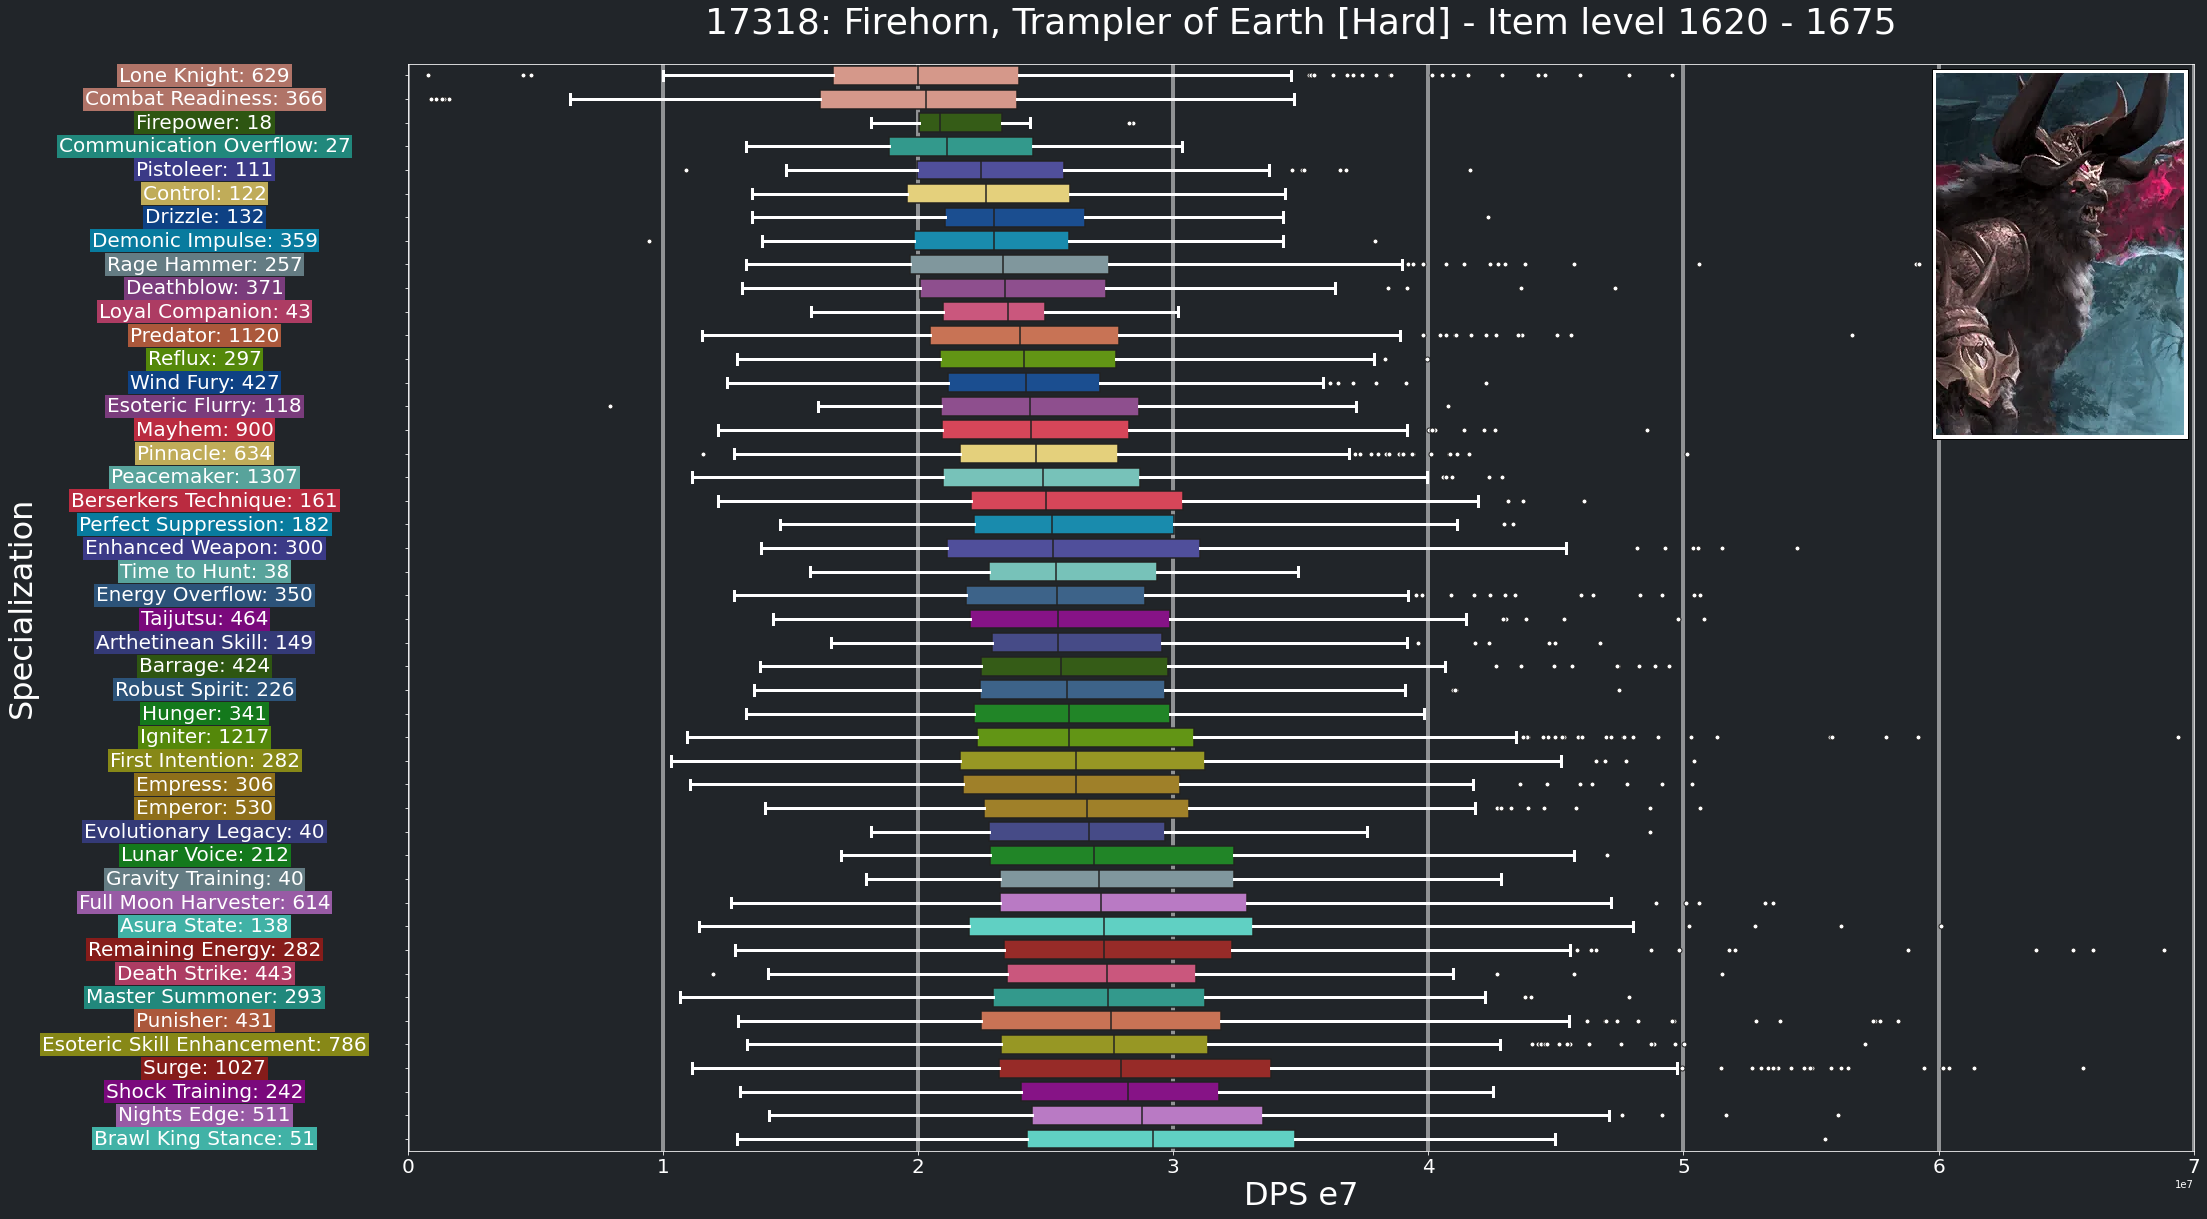 17318: Firehorn, Trampler of Earth [Hard] - Item level 1620 - 1675
Specialization
Lone Knight: 629
Combat Readiness: 366
Firepower: 18
Communication Overflow: 27
Pistoleer: 111
Control: 122
Drizzle: 132
Demonic Impulse: 359
Rage Hammer: 257
Deathblow: 371
Loyal Companion: 43
Predator: 1120
Reflux: 297
Wind Fury: 427
Esoteric Flurry: 118
Mayhem: 900
Pinnacle: 634
Peacemaker: 1307
Berserkers Technique: 161
Perfect Suppression: 182
Enhanced Weapon: 300
Time to Hunt: 38
Energy Overflow: 350
Taijutsu: 464
Arthetinean Skill: 149
Barrage: 424
Robust Spirit: 226
Hunger: 341
Igniter: 1217
First Intention: 282
Empress: 306
Emperor: 530
Evolutionary Legacy: 40
Lunar Voice: 212
Gravity Training: 40
Full Moon Harvester: 614
Asura State: 138
Remaining Energy: 282
Death Strike: 443
Master Summoner: 293
Punisher: 431
Esoteric Skill Enhancement: 786
Surge: 1027
Shock Training: 242
Nights Edge: 511
Brawl King Stance: 51
0 1 2 3 4 5 6 7
1e7
DPS e7